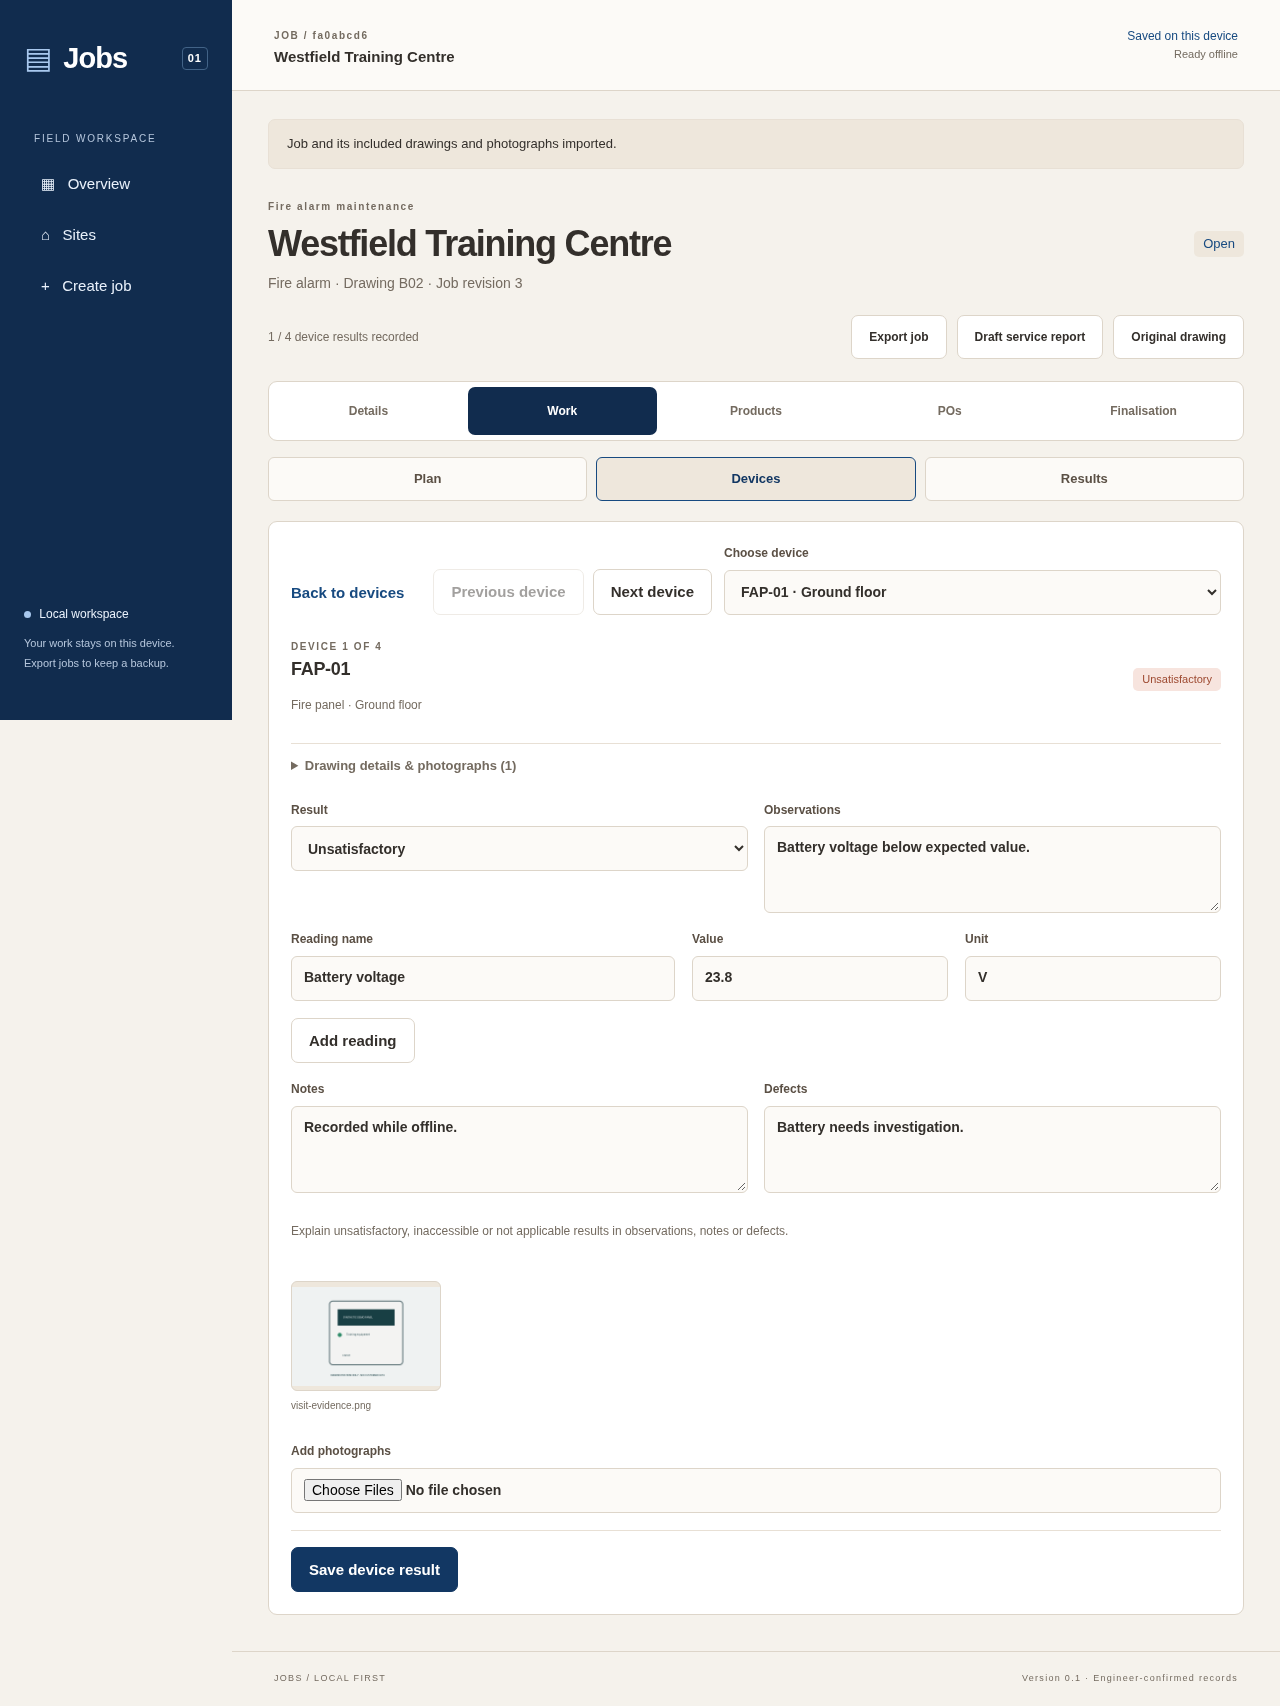 Jobs
01
FIELD WORKSPACE
Overview
Sites
+ Create job
Local workspace
Your work stays on this device.
Export jobs to keep a backup.
JOB / fa0abcd6
Westfield Training Centre
Saved on this device
Ready offline
Job and its included drawings and photographs imported.
Fire alarm maintenance
Westfield Training Centre
Open
Fire alarm · Drawing B02 · Job revision 3
1 / 4 device results recorded
Export job
Draft service report
Original drawing
Details
Work
Products
POs
Finalisation
Plan
Devices
Results
Choose device
Back to devices
Previous device
Next device
FAP-01 · Ground floor
DEVICE 1 OF 4
FAP-01
Unsatisfactory
Fire panel · Ground floor
Drawing details & photographs (1)
Result
Observations
Unsatisfactory
Battery voltage below expected value.
Reading name
Value
Unit
Battery voltage
23.8
V
Add reading
Notes
Defects
Recorded while offline.
Battery needs investigation.
Explain unsatisfactory, inaccessible or not applicable results in observations, notes or defects.
visit-evidence.png
Add photographs
Choose Files No file chosen
Save device result
JOBS / LOCAL FIRST
Version 0.1 · Engineer-confirmed records